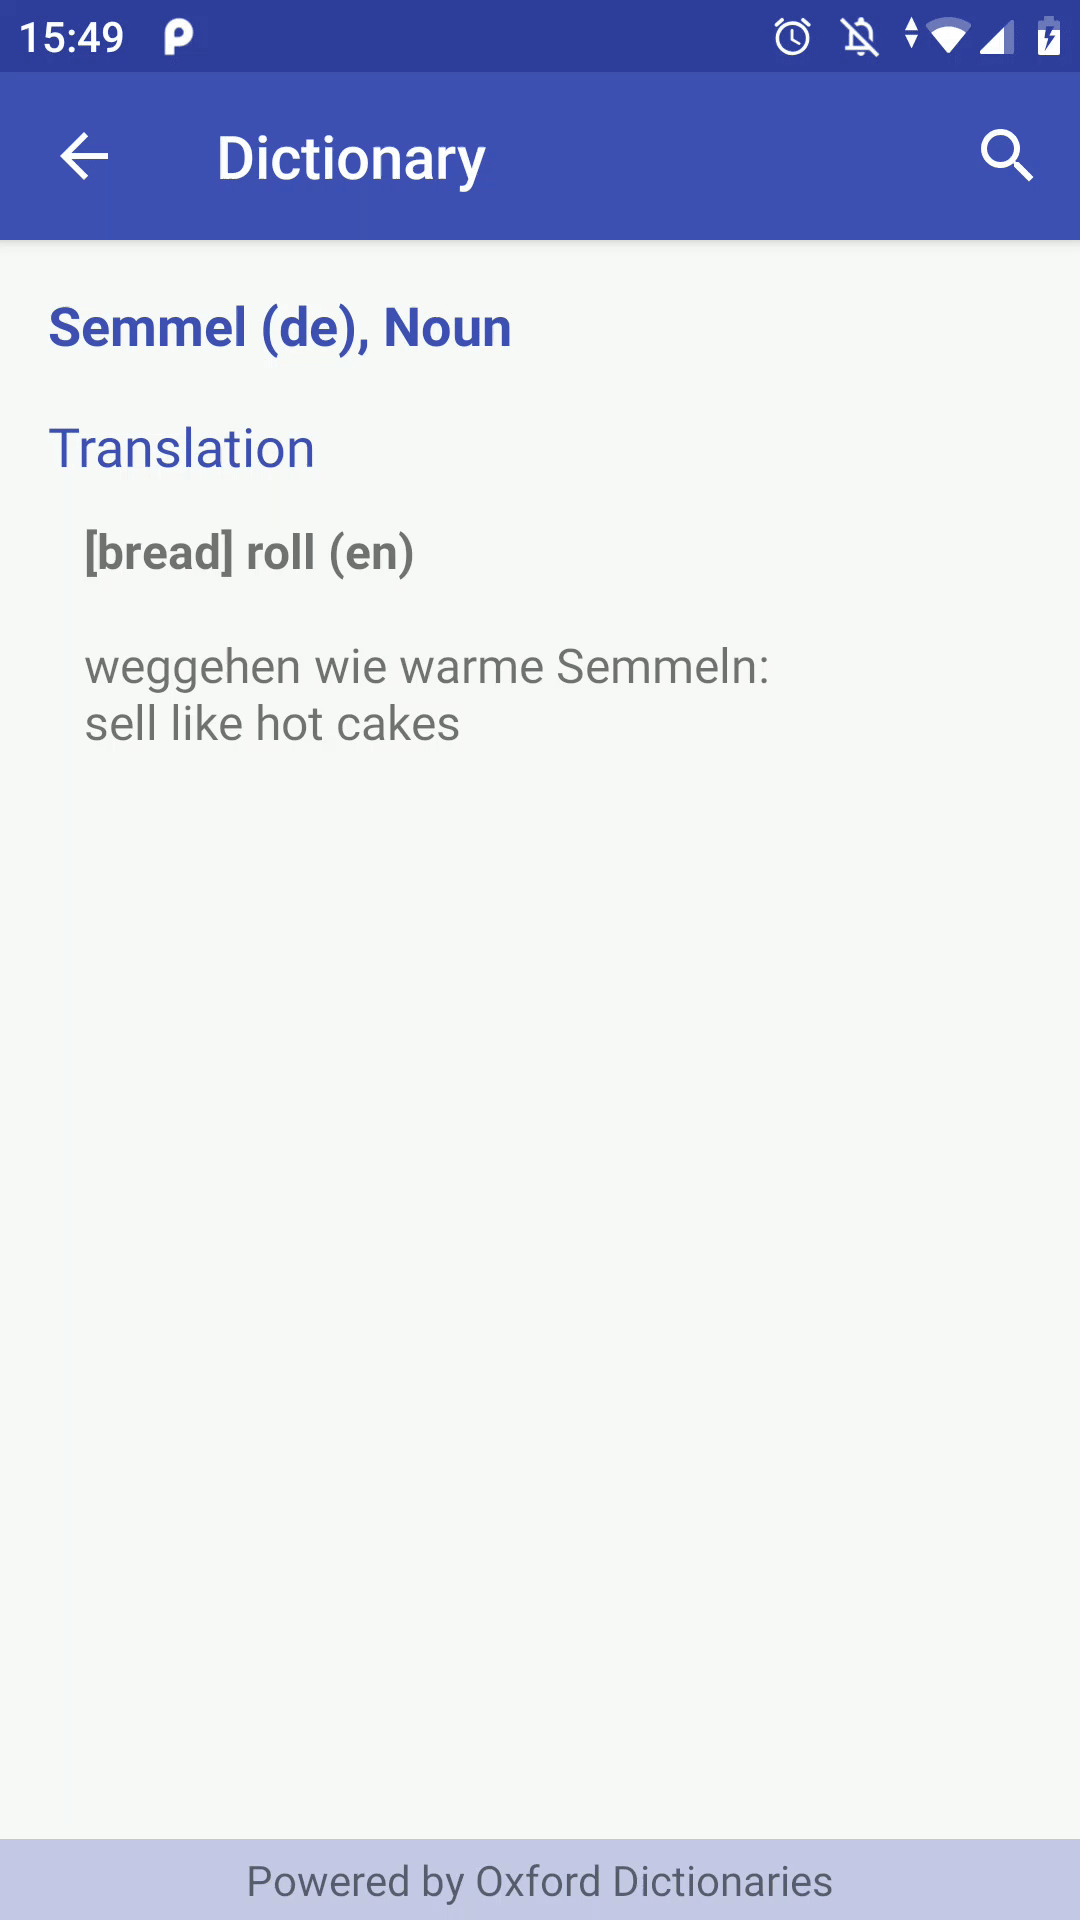 15:49
Dictionary
Semmel (de), Noun
Translation
[bread] roll (en)
weggehen wie warme Semmeln:
sell like hot cakes
Powered by Oxford Dictionaries